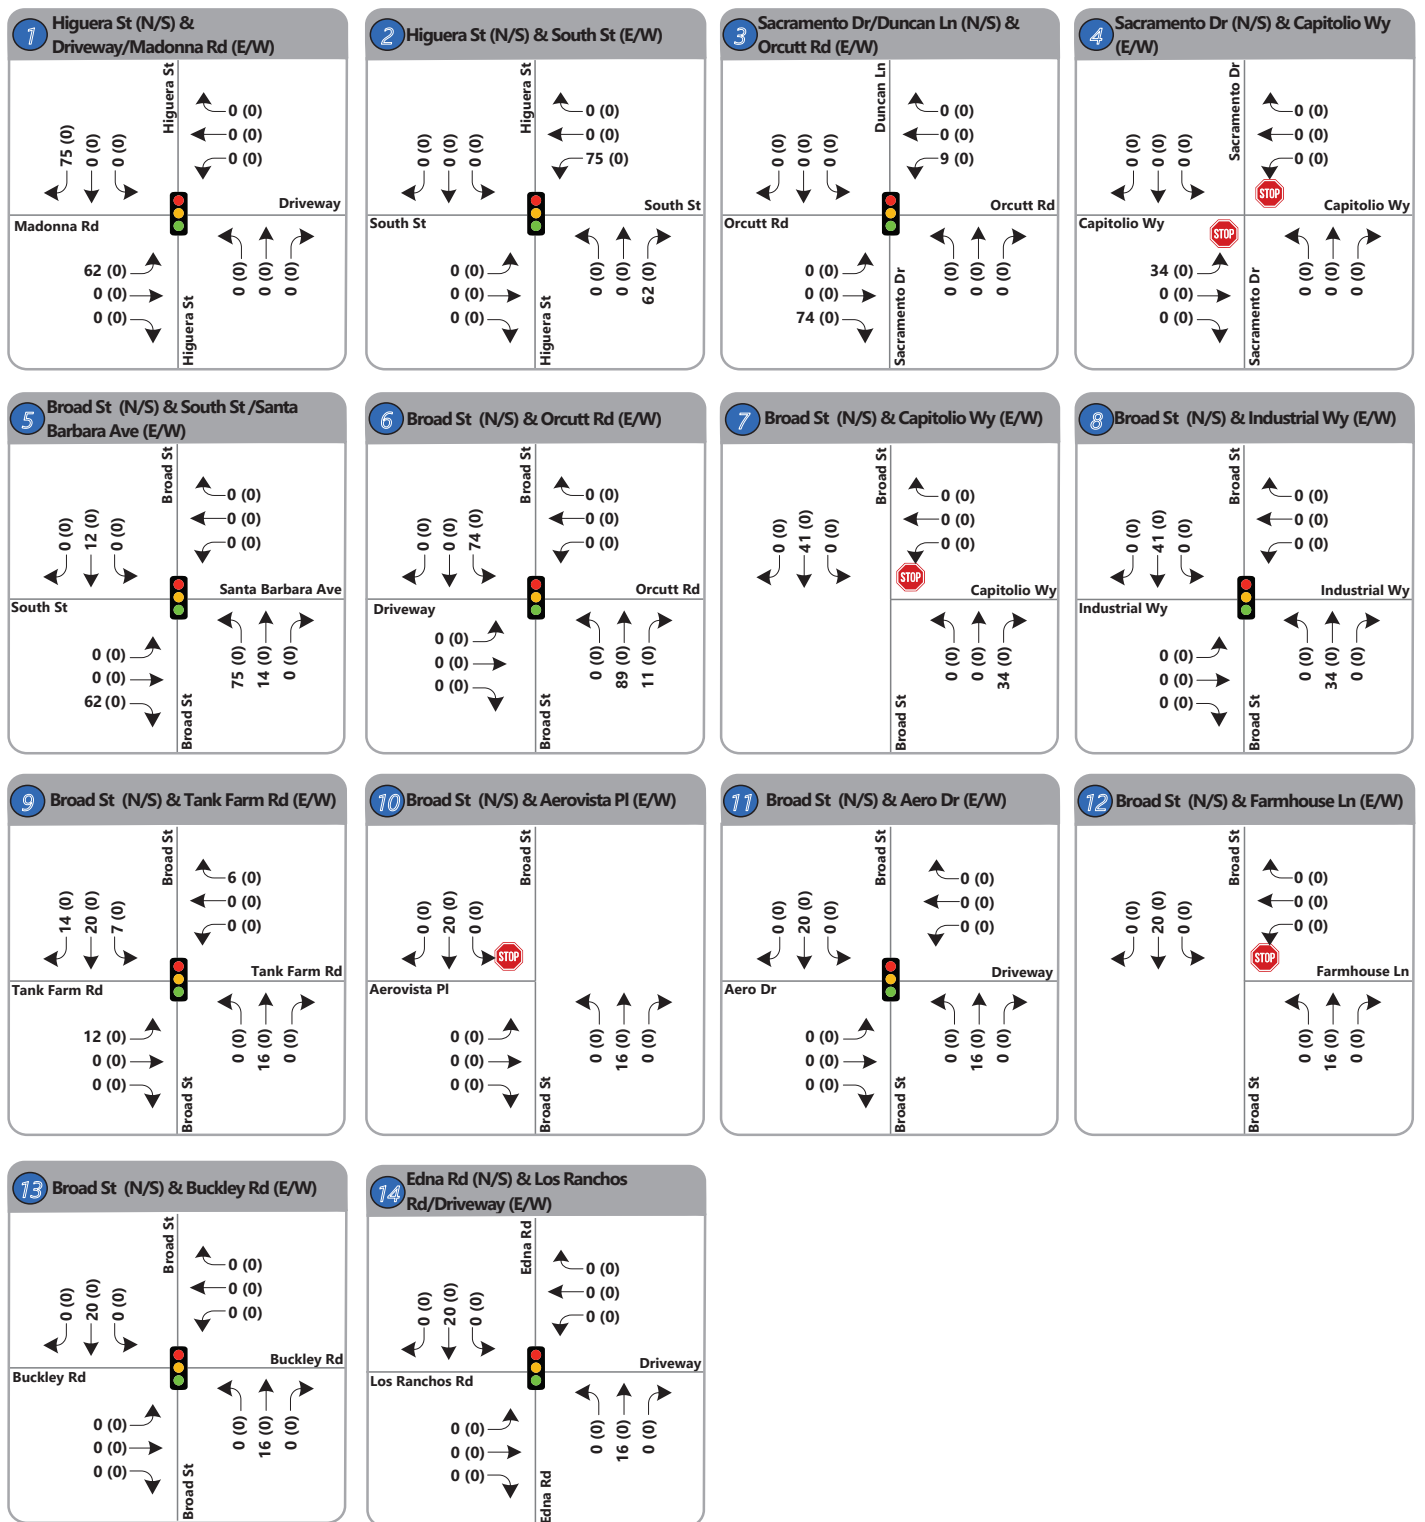 1
Higuera St (N/S) &
Driveway/Madonna Rd (E/W)
Higuera St
75 (0)
0 (0)
0 (0)
0 (0)
0 (0)
0 (0)
Driveway
Madonna Rd
62 (0)
0 (0)
0 (0)
0 (0)
0 (0)
0 (0)
Higuera St
2
Higuera St (N/S) & South St (E/W)
Higuera St
0 (0)
0 (0)
0 (0)
0 (0)
0 (0)
75 (0)
South St
South St
0 (0)
0 (0)
0 (0)
0 (0)
0 (0)
62 (0)
Higuera St
3
Sacramento Dr/Duncan Ln (N/S) &
Orcutt Rd (E/W)
Duncan Ln
0 (0)
0 (0)
0 (0)
0 (0)
0 (0)
9 (0)
Orcutt Rd
Orcutt Rd
0 (0)
0 (0)
74 (0)
0 (0)
0 (0)
0 (0)
Sacramento Dr
4
Sacramento Dr (N/S) & Capitolio Wy
(E/W)
Sacramento Dr
0 (0)
0 (0)
0 (0)
0 (0)
0 (0)
0 (0)
STOP
Capitolio Wy
Capitolio Wy
STOP
34 (0)
0 (0)
0 (0)
0 (0)
0 (0)
0 (0)
Sacramento Dr
5
Broad St (N/S) & South St /Santa
Barbara Ave (E/W)
Broad St
0 (0)
12 (0)
0 (0)
0 (0)
0 (0)
0 (0)
Santa Barbara Ave
South St
0 (0)
0 (0)
62 (0)
75 (0)
14 (0)
0 (0)
Broad St
6
Broad St (N/S) & Orcutt Rd (E/W)
Broad St
0 (0)
0 (0)
74 (0)
0 (0)
0 (0)
0 (0)
Orcutt Rd
Driveway
0 (0)
0 (0)
0 (0)
0 (0)
89 (0)
11 (0)
Broad St
7
Broad St (N/S) & Capitolio Wy (E/W)
Broad St
0 (0)
41 (0)
0 (0)
0 (0)
0 (0)
0 (0)
STOP
Capitolio Wy
0 (0)
0 (0)
34 (0)
Broad St
8
Broad St (N/S) & Industrial Wy (E/W)
Broad St
0 (0)
41 (0)
0 (0)
0 (0)
0 (0)
0 (0)
Industrial Wy
Industrial Wy
0 (0)
0 (0)
0 (0)
0 (0)
34 (0)
0 (0)
Broad St
9
Broad St (N/S) & Tank Farm Rd (E/W)
Broad St
14 (0)
20 (0)
7 (0)
6 (0)
0 (0)
0 (0)
Tank Farm Rd
Tank Farm Rd
12 (0)
0 (0)
0 (0)
0 (0)
16 (0)
0 (0)
Broad St
10
Broad St (N/S) & Aerovista Pl (E/W)
Broad St
0 (0)
20 (0)
0 (0)
STOP
Aerovista Pl
0 (0)
0 (0)
0 (0)
0 (0)
16 (0)
0 (0)
Broad St
11
Broad St (N/S) & Aero Dr (E/W)
Broad St
0 (0)
20 (0)
0 (0)
0 (0)
0 (0)
0 (0)
Driveway
Aero Dr
0 (0)
0 (0)
0 (0)
0 (0)
16 (0)
0 (0)
Broad St
12
Broad St (N/S) & Farmhouse Ln (E/W)
Broad St
0 (0)
20 (0)
0 (0)
0 (0)
0 (0)
0 (0)
STOP
Farmhouse Ln
0 (0)
16 (0)
0 (0)
Broad St
13
Broad St (N/S) & Buckley Rd (E/W)
Broad St
0 (0)
20 (0)
0 (0)
0 (0)
0 (0)
0 (0)
Buckley Rd
Buckley Rd
0 (0)
0 (0)
0 (0)
0 (0)
16 (0)
0 (0)
Broad St
14
Edna Rd (N/S) & Los Ranchos
Rd/Driveway (E/W)
Edna Rd
0 (0)
20 (0)
0 (0)
0 (0)
0 (0)
0 (0)
Driveway
Los Ranchos Rd
0 (0)
0 (0)
0 (0)
0 (0)
16 (0)
0 (0)
Edna Rd